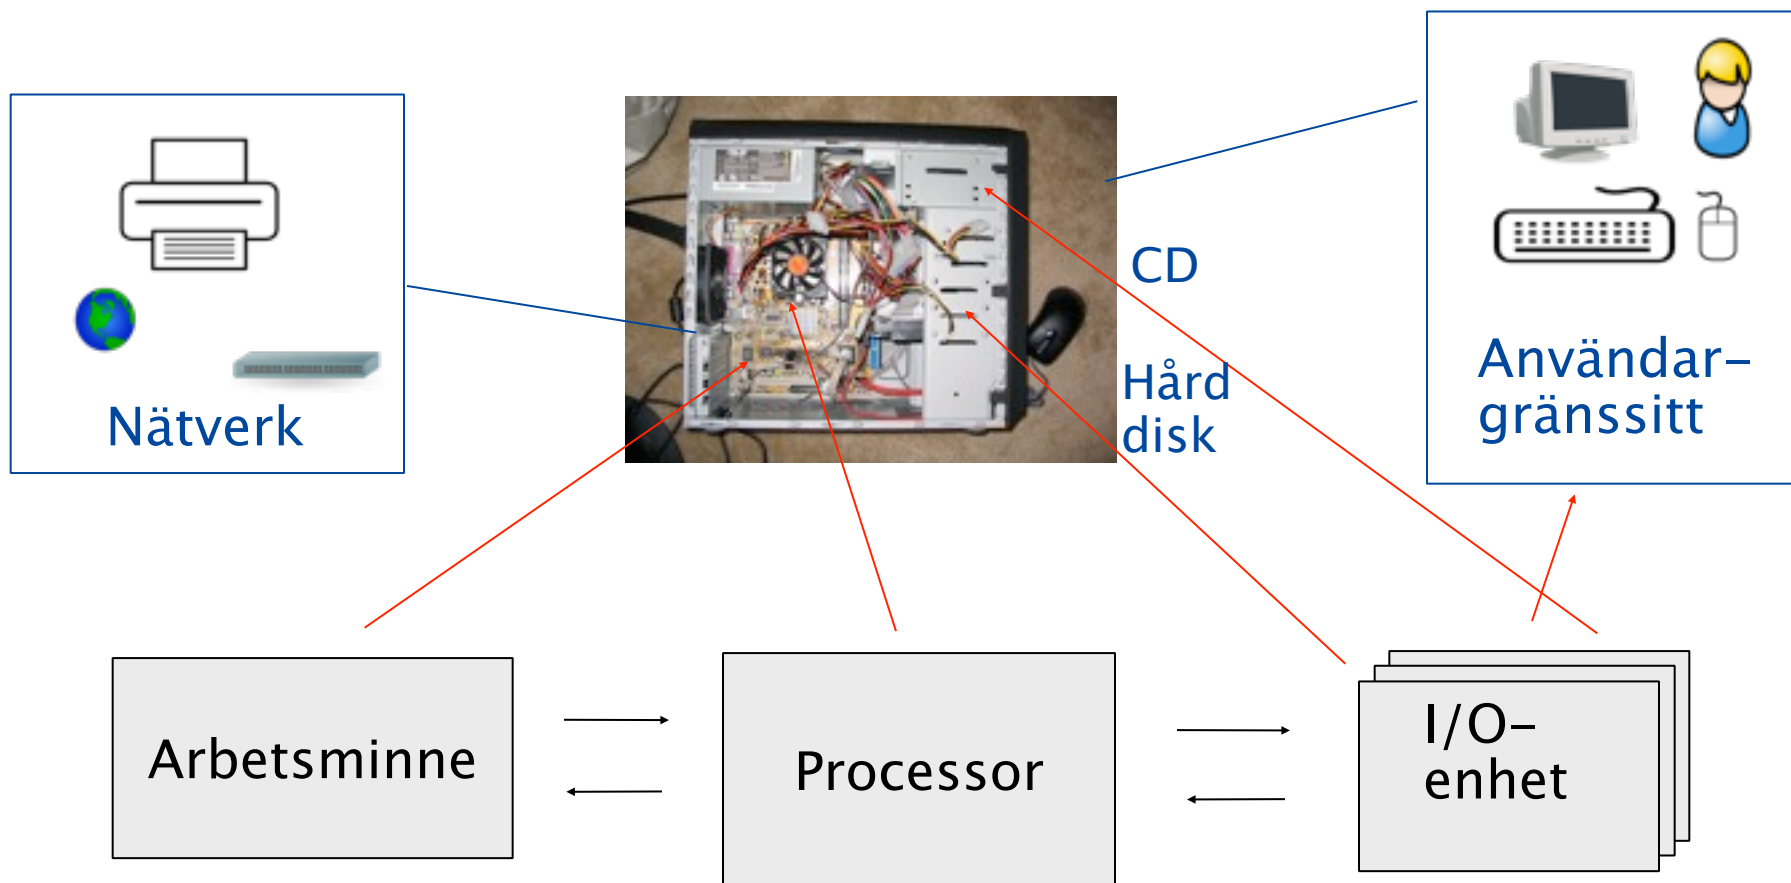 Nätverk
CD
Hård
disk
Användar-
gränssitt
Arbetsminne
Processor
I/O-
enhet